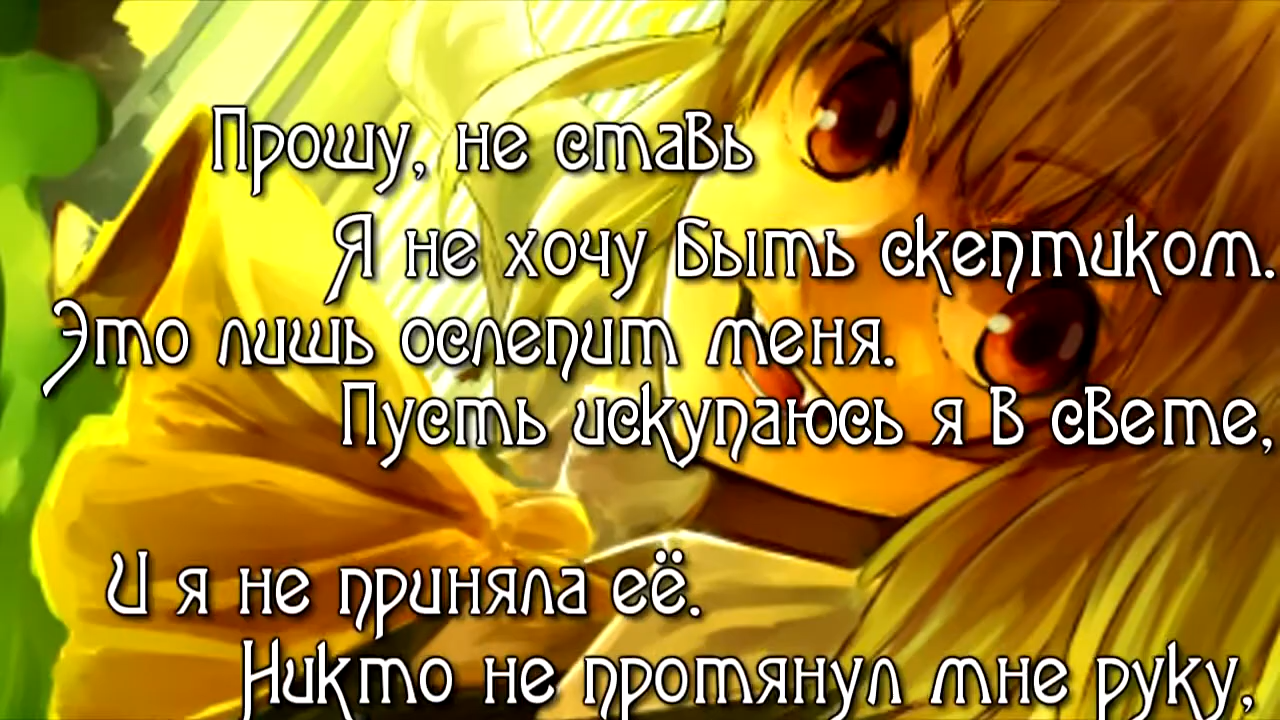 Прошу, не ставь
Я не хочу быть скептиком.
Это лишь ослепит меня.
Пусть искупаюсь я в свете,
И я не приняла её.
Никто не протянул мне руку,